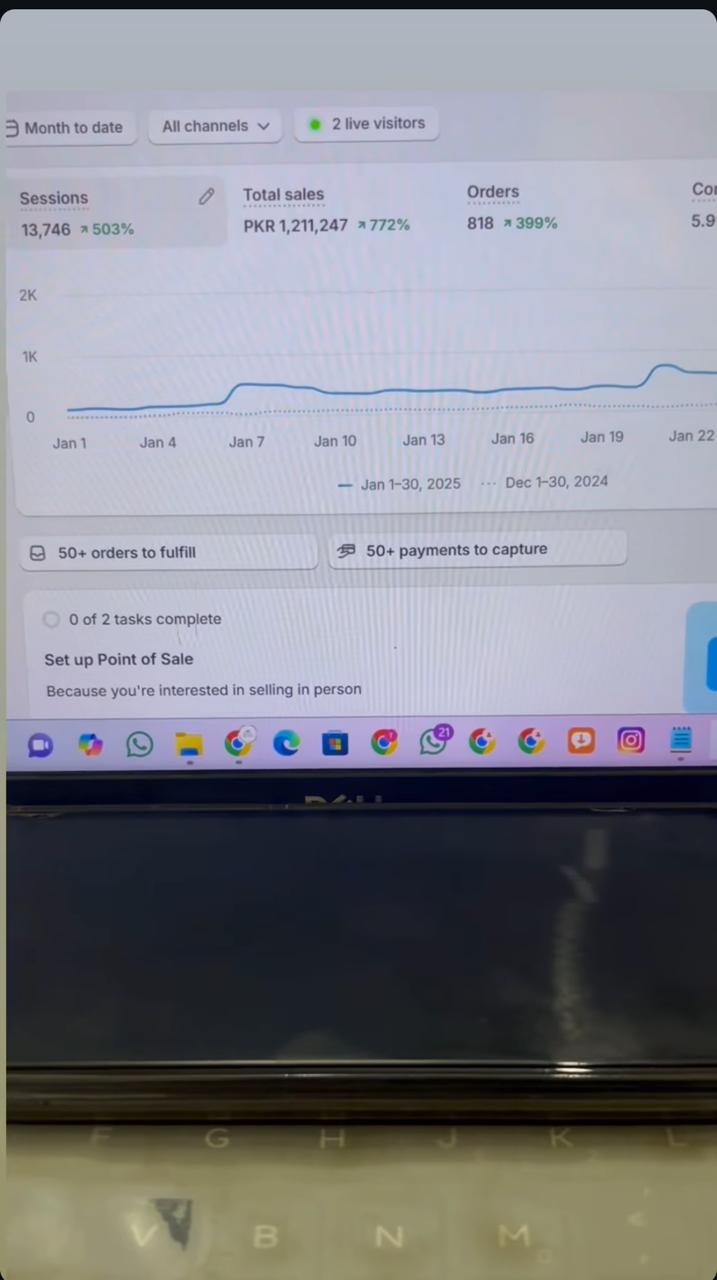 Month to date
All channels
2 live visitors
Sessions
Total sales
Orders
13,746 ↗ 503%
PKR 1,211,247 ↗ 772%
818 ↗ 399%
5.9
2K
1K
0
Jan 1
Jan 4
Jan 7
Jan 10
Jan 13
Jan 16
Jan 19
Jan 22
Jan 1–30, 2025
Dec 1–30, 2024
50+ orders to fulfill
50+ payments to capture
0 of 2 tasks complete
Set up Point of Sale
Because you're interested in selling in person
21
F G H J K L
V B N M